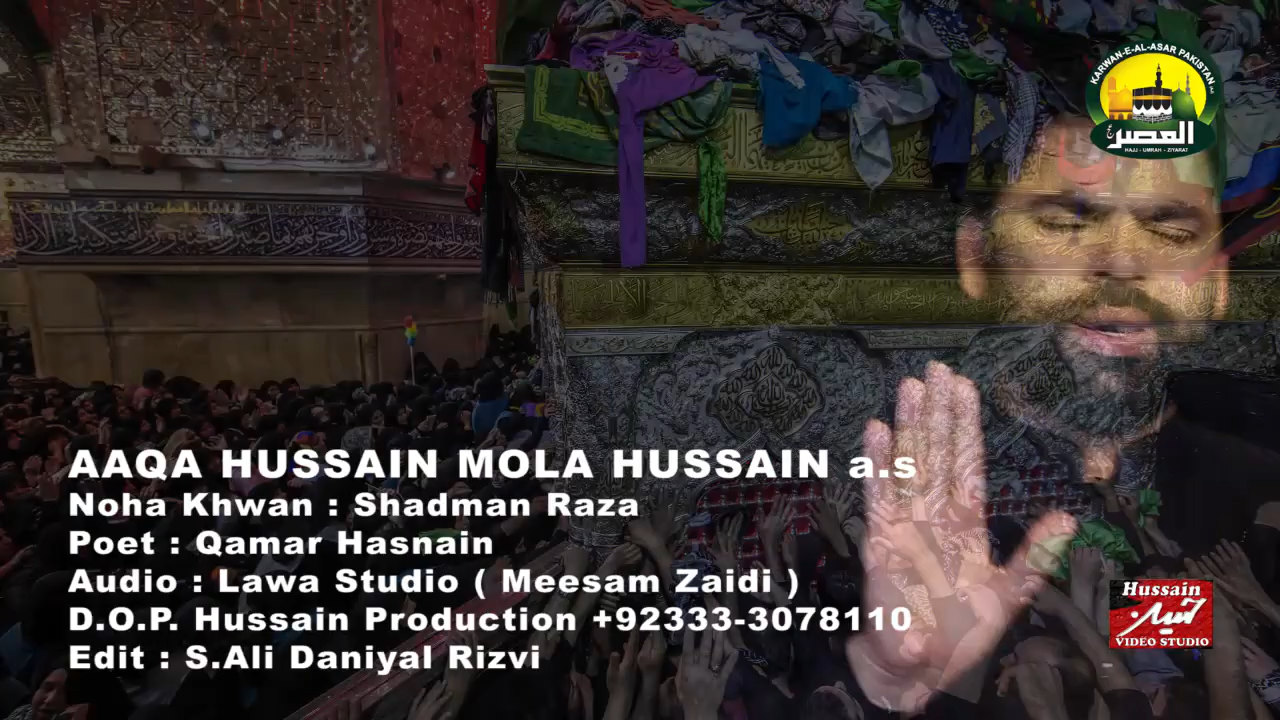 KARWAN-E-AL-ASAR PAKISTAN
العصر
HAJJ - UMRAH - ZIYARAT
AAQA HUSSAIN MOLA HUSSAIN a.s
Noha Khwan : Shadman Raza
Poet : Qamar Hasnain
Audio : Lawa Studio ( Meesam Zaidi )
D.O.P. Hussain Production +92333-3078110
Edit : S.Ali Daniyal Rizvi
Hussain
حسین
VIDEO STUDIO